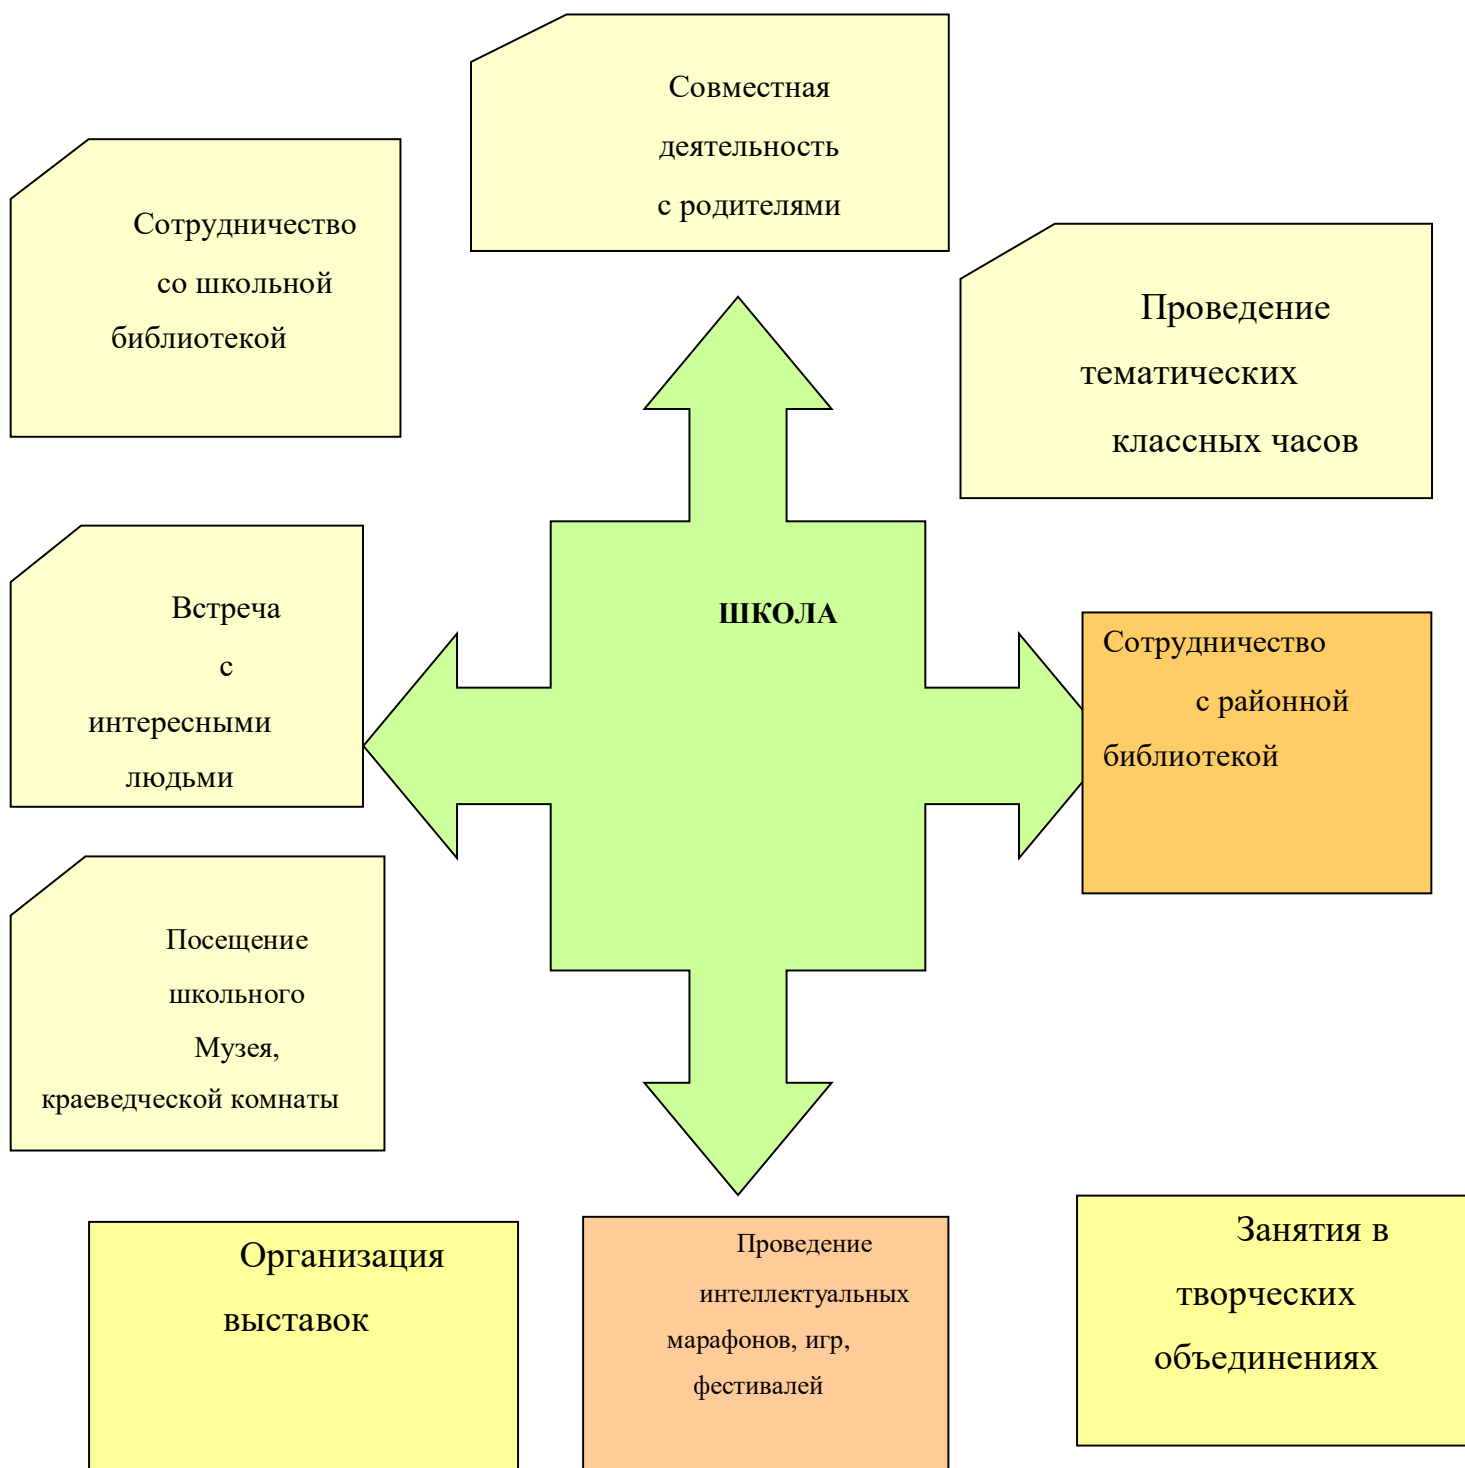 Совместная
деятельность
с родителями
Сотрудничество
со школьной
библиотекой
Проведение
тематических
классных часов
Встреча
с
интересными
людьми
ШКОЛА
Сотрудничество
с районной
библиотекой
Посещение
школьного
Музея,
краеведческой комнаты
Организация
выставок
Проведение
интеллектуальных
марафонов, игр,
фестивалей
Занятия в
творческих
объединениях